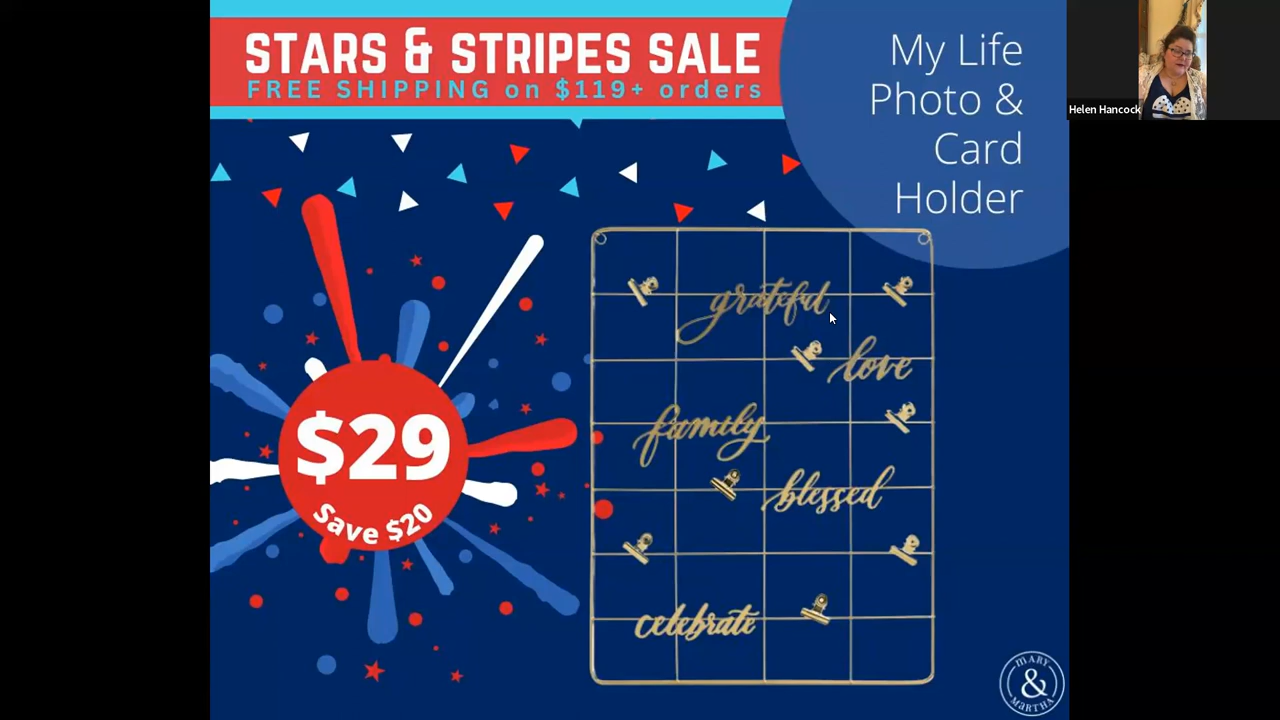 STARS & STRIPES SALE
FREE SHIPPING on $119+ orders
My Life
Photo &
Card
Holder
Helen Hancock
grateful
love
family
blessed
celebrate
$29
Save $20
MARY
&
MARTHA